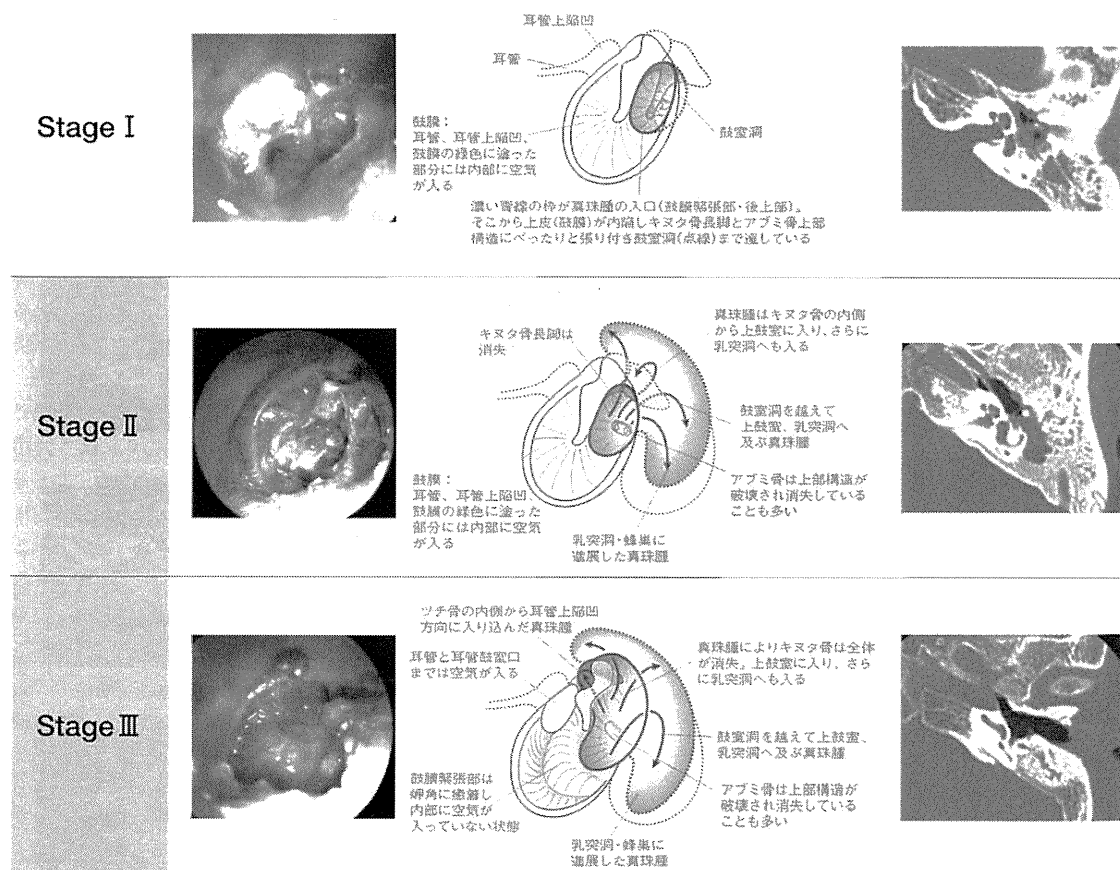 Stage Ⅰ
耳管上陥凹
耳管
鼓膜：
耳管、耳管上陥凹、
鼓膜の緑色に塗った
部分には内部に空気
が入る
鼓室洞
濃い青線の枠が真珠腫の入口(鼓膜緊張部・後上部)。
そこから上皮(鼓膜)が内陥しキヌタ骨長脚とアブミ骨上部
構造にべったりと張り付き鼓室洞(点線)まで達している
Stage Ⅱ
キヌタ骨長脚は
消失
真珠腫はキヌタ骨の内側
から上鼓室に入り、さらに
乳突洞へも入る
鼓室洞を越えて
上鼓室、乳突洞へ
及ぶ真珠腫
鼓膜：
耳管、耳管上陥凹、
鼓膜の緑色に塗った
部分には内部に空気
が入る
アブミ骨は上部構造が
破壊され消失している
ことも多い
乳突洞・蜂巣に
進展した真珠腫
Stage Ⅲ
ツチ骨の内側から耳管上陥凹
方向に入り込んだ真珠腫
耳管と耳管鼓室口
までは空気が入る
真珠腫によりキヌタ骨は全体
が消失。上鼓室に入り、さら
に乳突洞へも入る
鼓室洞を越えて上鼓室、
乳突洞へ及ぶ真珠腫
鼓膜緊張部は
岬角に癒着し
内部に空気が
入っていない状態
アブミ骨は上部構造が
破壊され消失している
ことも多い
乳突洞・蜂巣に
進展した真珠腫